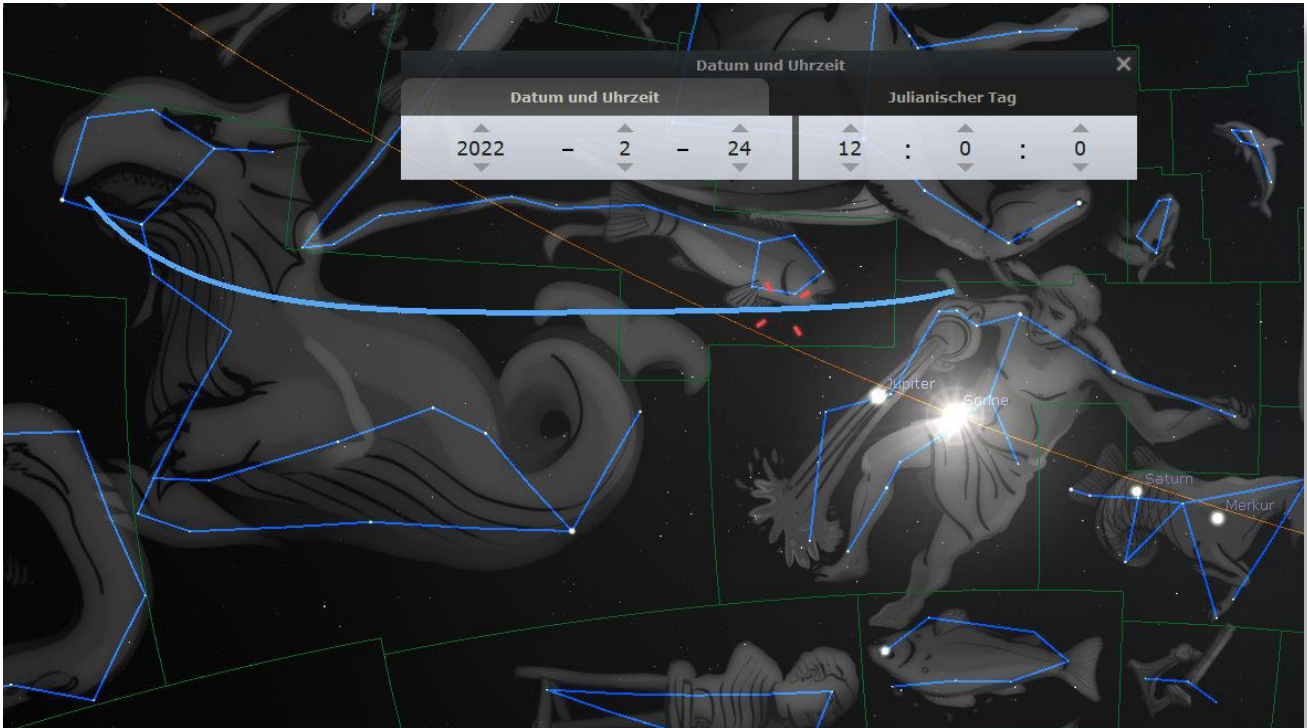 Datum und Uhrzeit
Datum und Uhrzeit Julianischer Tag
2022 – 2 – 24 12 : 0 : 0
Jupiter
Sonne
Saturn
Merkur